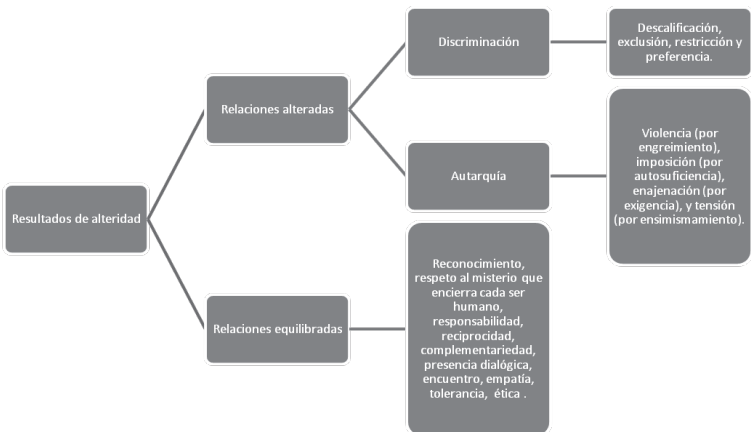 Resultados de alteridad
Relaciones alteradas
Discriminación
Descalificación,
exclusión, restricción y
preferencia.
Autarquía
Violencia (por
engreimiento),
imposición (por
autosuficiencia),
enajenación (por
exigencia), y tensión
(por ensimismamiento).
Relaciones equilibradas
Reconocimiento,
respeto al misterio que
encierra cada ser
humano,
responsabilidad,
reciprocidad,
complementariedad,
presencia dialógica,
encuentro, empatía,
tolerancia,  ética .